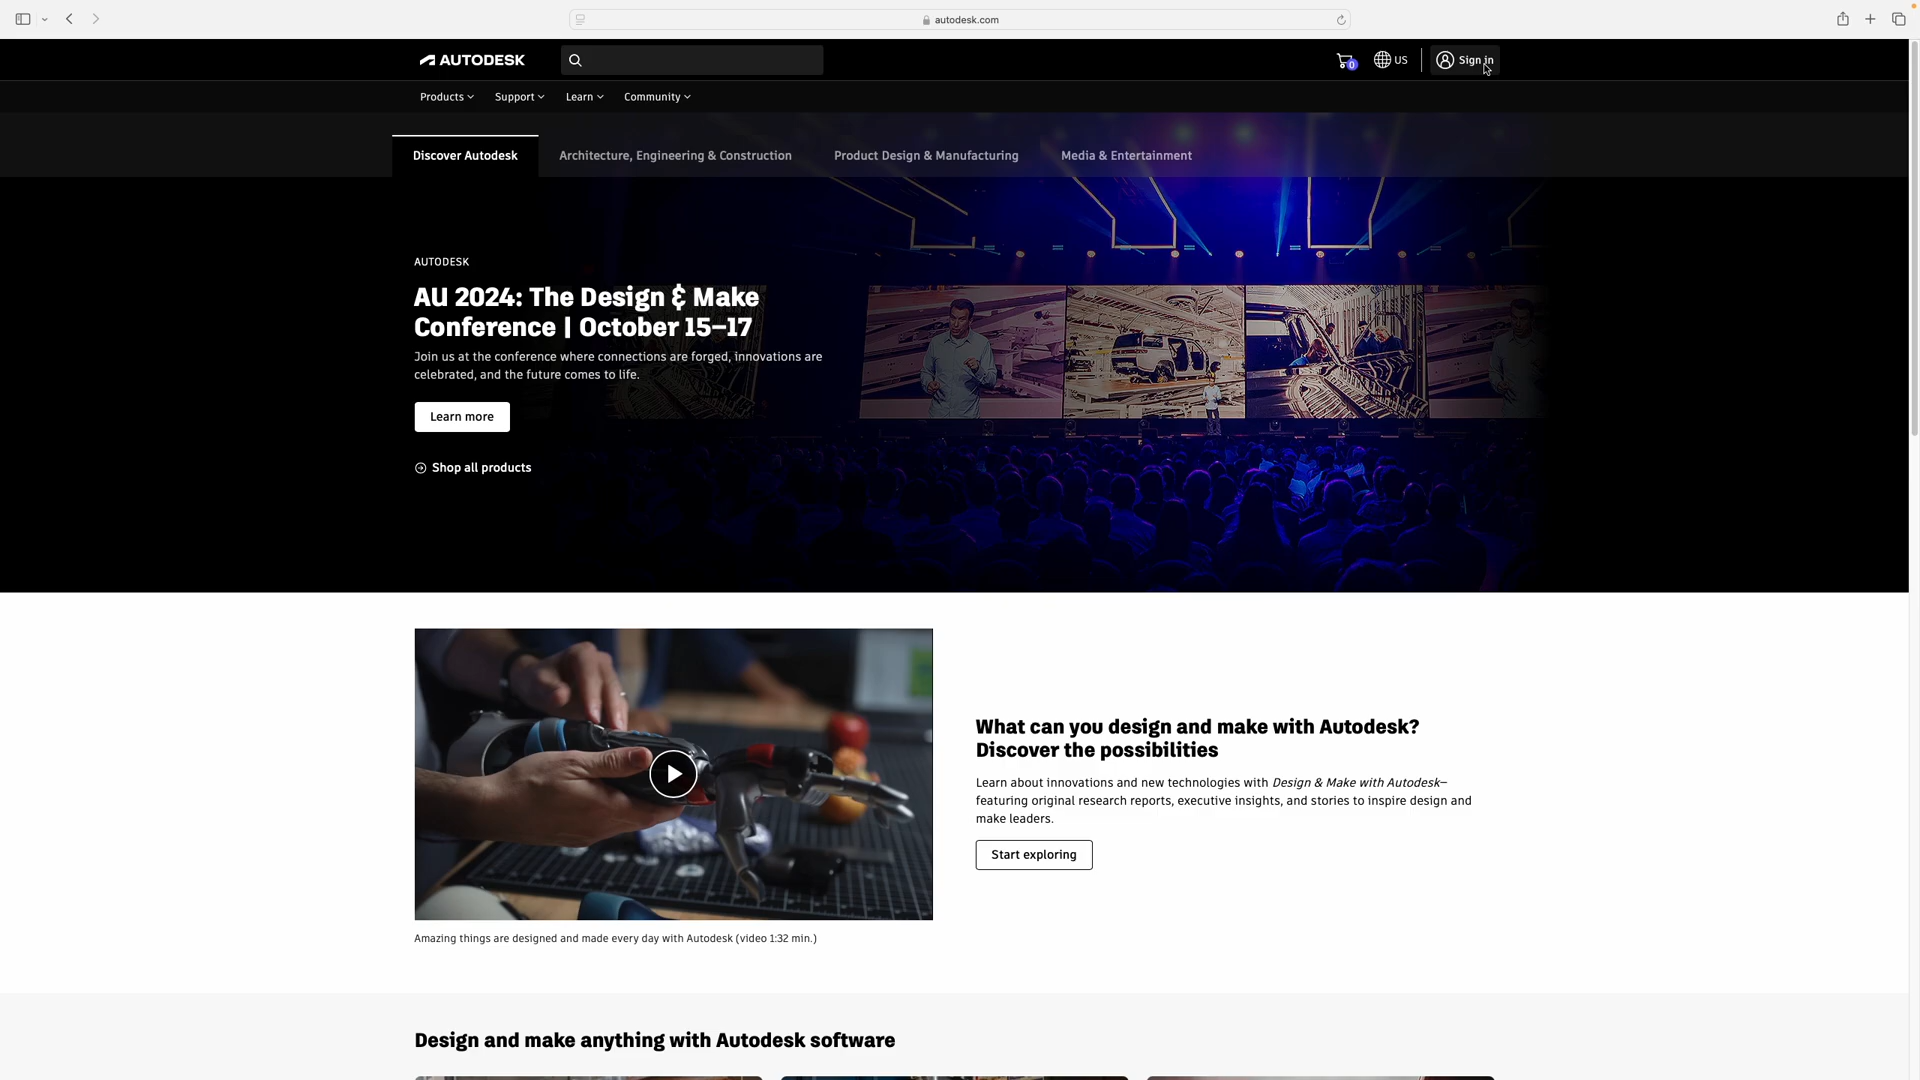 autodesk.com
AUTODESK
0
US
Sign in
Products
Support
Learn
Community
Discover Autodesk
Architecture, Engineering & Construction
Product Design & Manufacturing
Media & Entertainment
AUTODESK
AU 2024: The Design & Make
Conference | October 15–17
Join us at the conference where connections are forged, innovations are
celebrated, and the future comes to life.
Learn more
Shop all products
What can you design and make with Autodesk?
Discover the possibilities
Learn about innovations and new technologies with Design & Make with Autodesk—
featuring original research reports, executive insights, and stories to inspire design and
make leaders.
Start exploring
Amazing things are designed and made every day with Autodesk (video 1:32 min.)
Design and make anything with Autodesk software